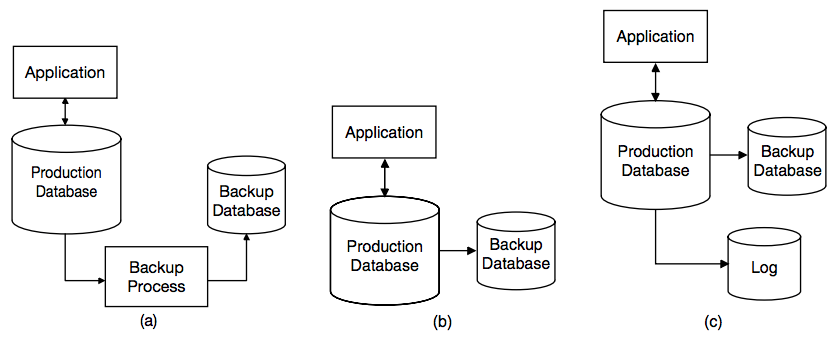 Application
Production
Database
Backup
Database
Backup
Process
(a)
Application
Production
Database
Backup
Database
(b)
Application
Production
Database
Backup
Database
Log
(c)